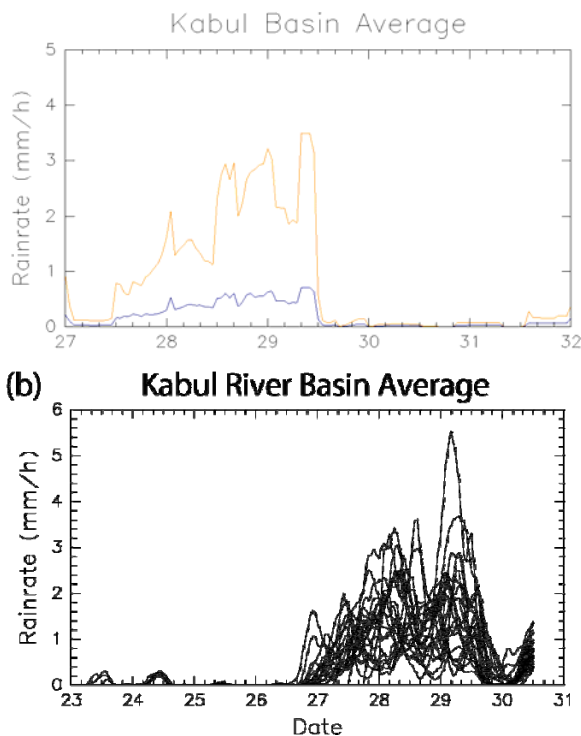 Kabul Basin Average
5
4
3
2
1
0
Rainrate (mm/h)
27 28 29 30 31 32
(b) Kabul River Basin Average
6
5
4
3
2
1
0
Rainrate (mm/h)
23 24 25 26 27 28 29 30 31
Date